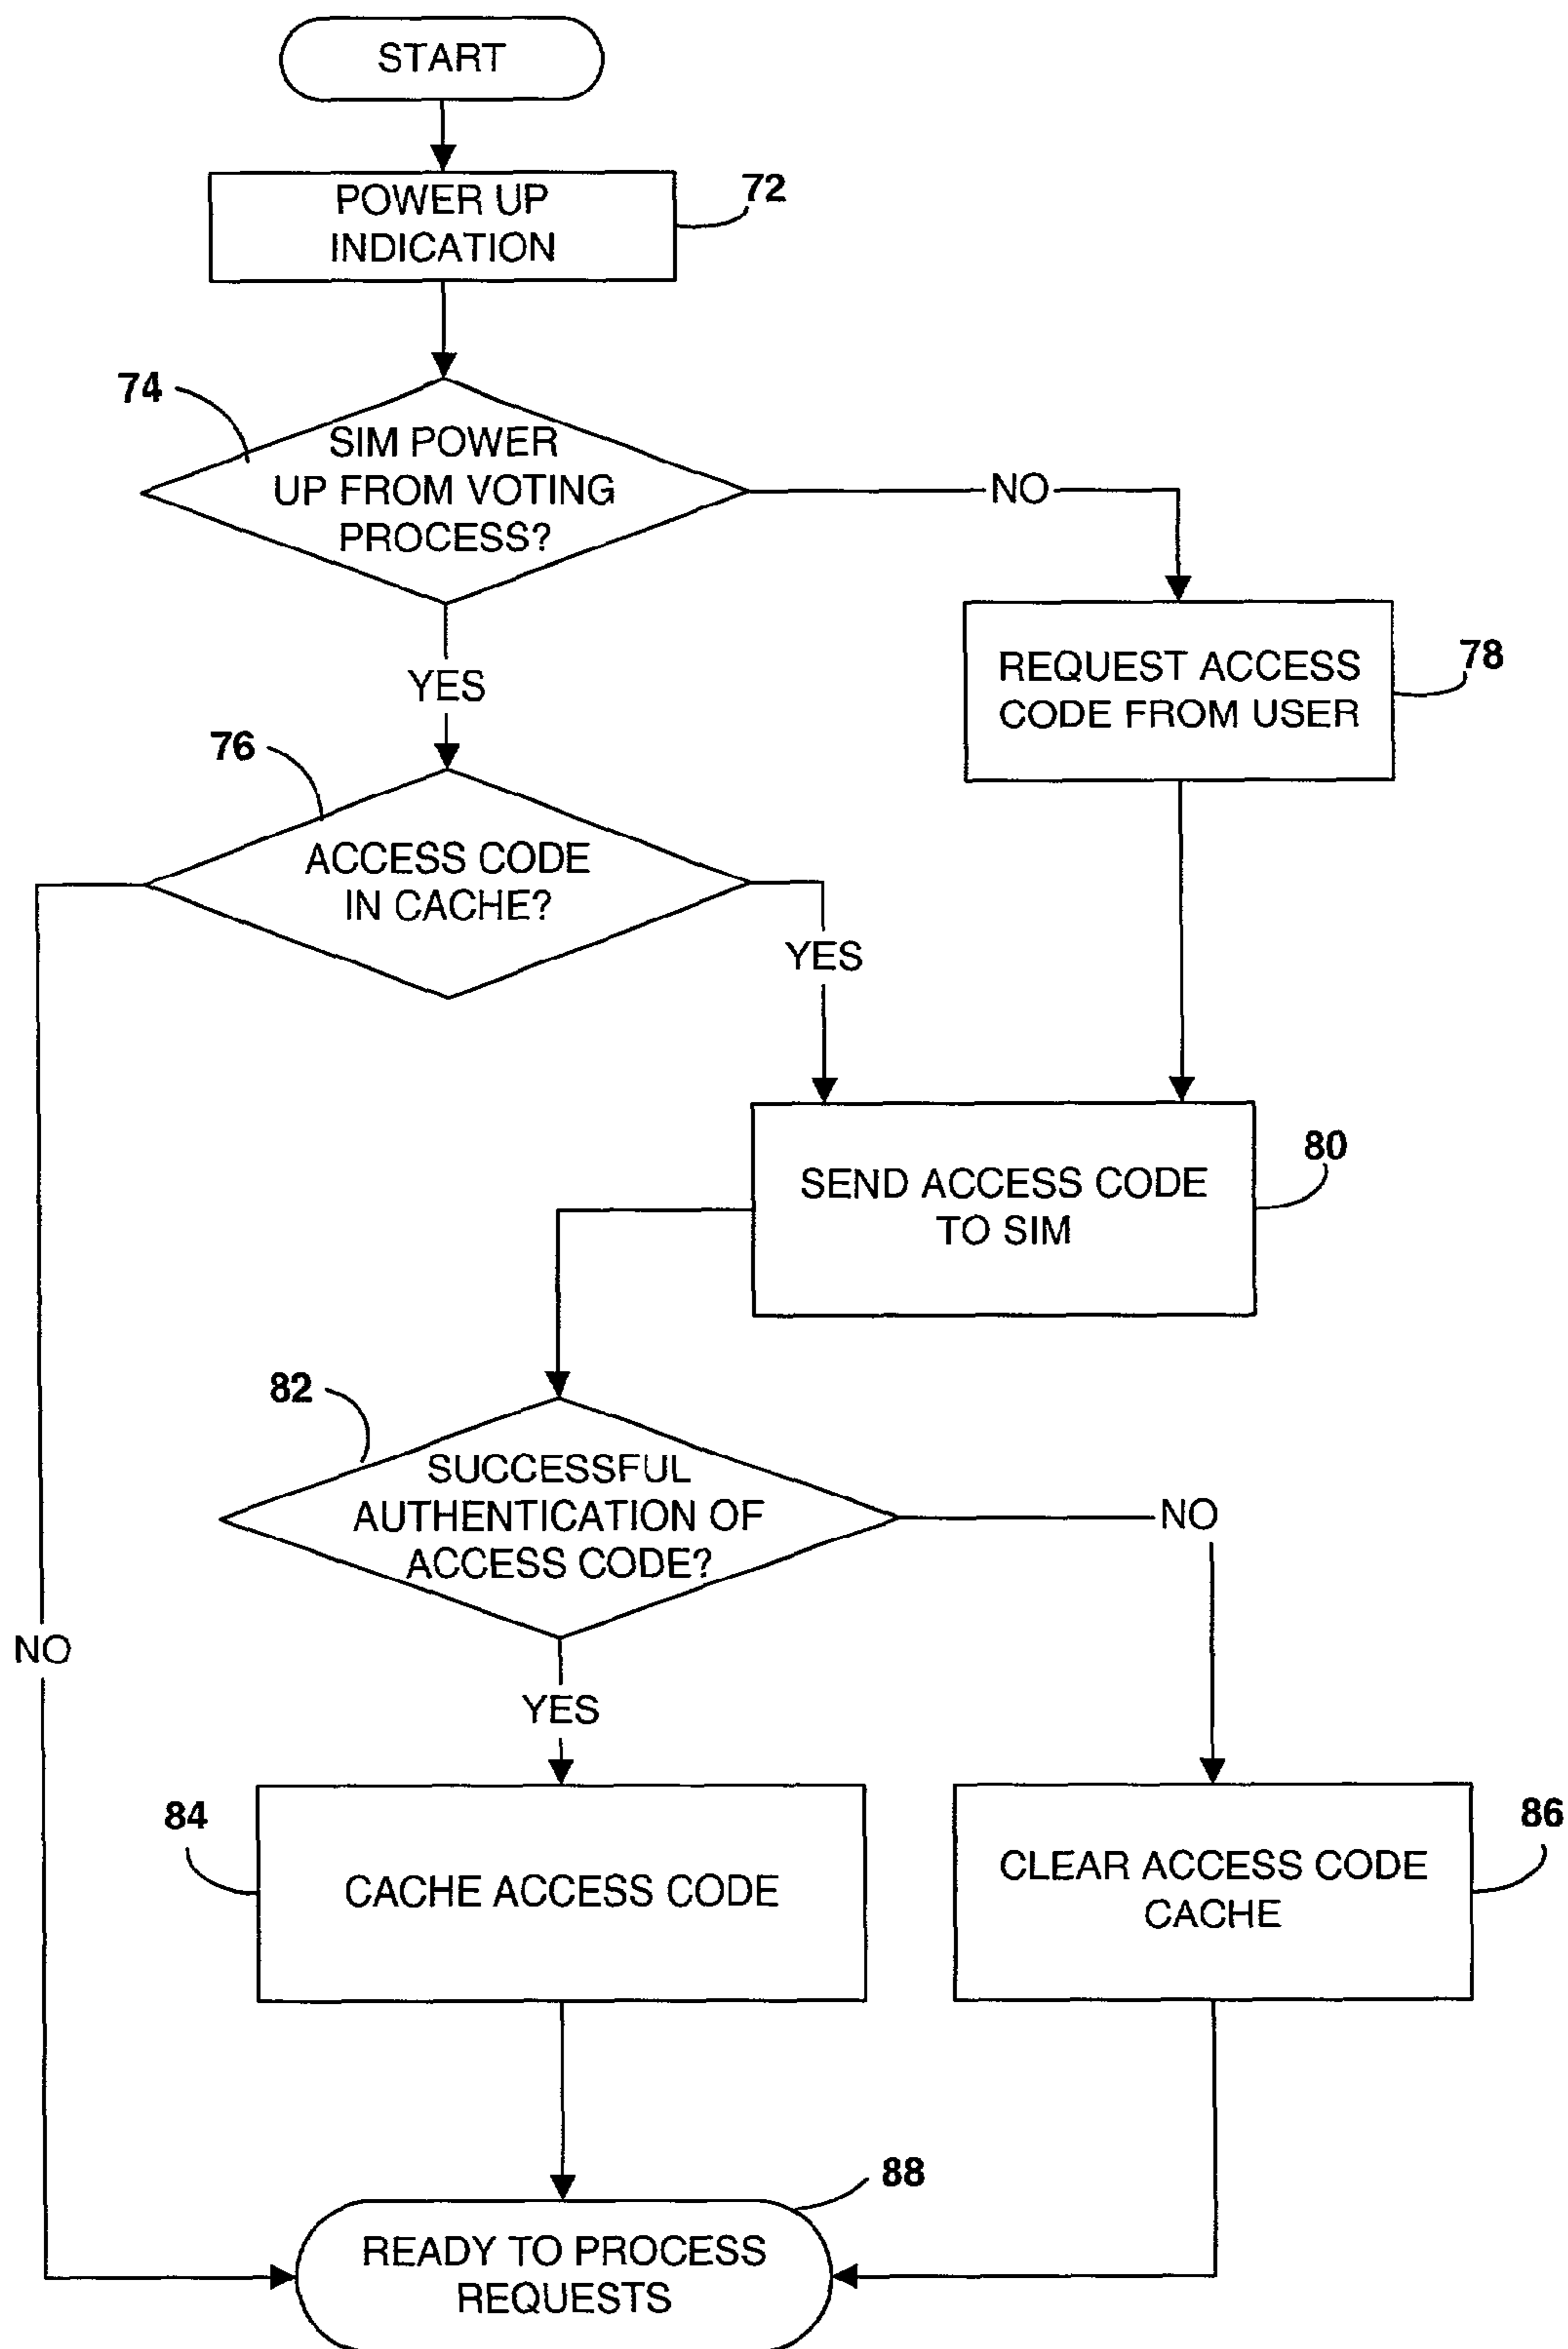 START
POWER UP
INDICATION
72
74
SIM POWER
UP FROM VOTING
PROCESS?
NO
YES
REQUEST ACCESS
CODE FROM USER
78
76
ACCESS CODE
IN CACHE?
YES
SEND ACCESS CODE
TO SIM
80
82
SUCCESSFUL
AUTHENTICATION OF
ACCESS CODE?
NO
NO
YES
84
CACHE ACCESS CODE
CLEAR ACCESS CODE
CACHE
86
88
READY TO PROCESS
REQUESTS